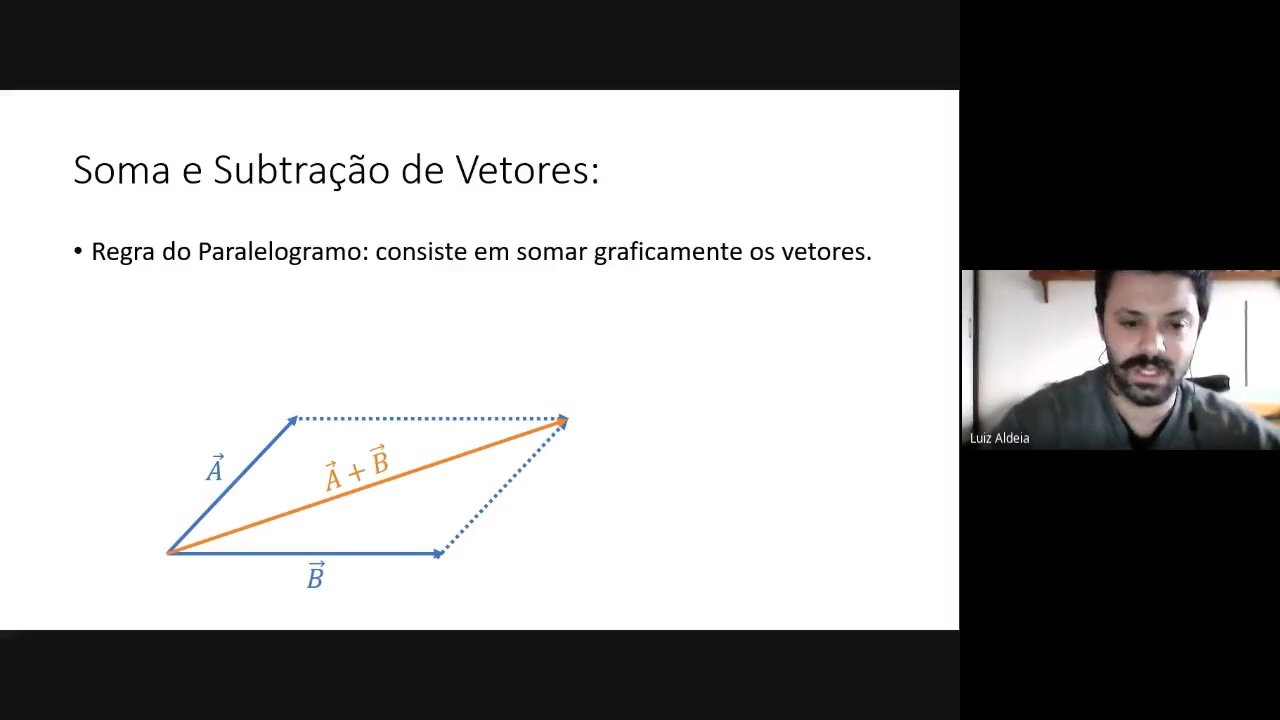 Soma e Subtração de Vetores:
• Regra do Paralelogramo: consiste em somar graficamente os vetores.
A⃗
A⃗ + B⃗
B⃗
Luiz Aldeia